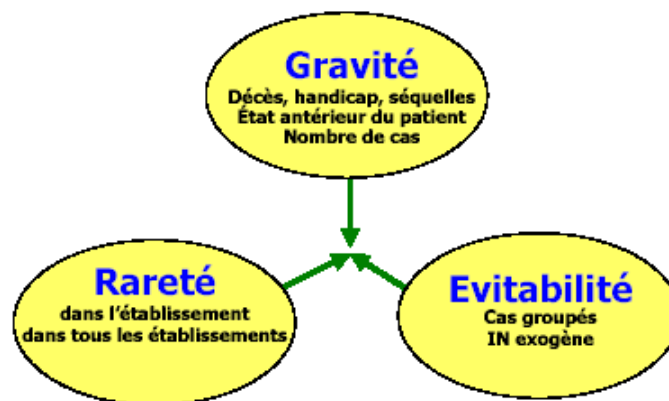 Gravité
Décès, handicap, séquelles
État antérieur du patient
Nombre de cas
Rareté
dans l'établissement
dans tous les établissements
Evitabilité
Cas groupés
IN exogène